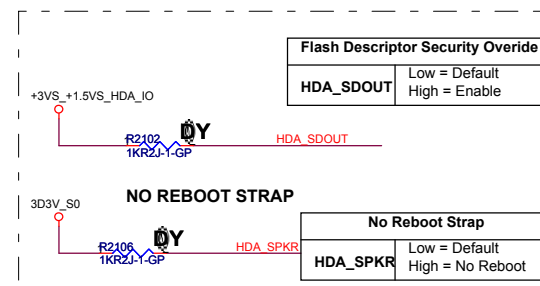 Flash Descriptor Security Overide
HDA_SDOUT
Low = Default
High = Enable
+3VS_+1.5VS_HDA_IO
DY
R2102
1KR2J-1-GP
HDA_SDOUT
NO REBOOT STRAP
3D3V_S0
DY
R2106
1KR2J-1-GP
HDA_SPKR
No Reboot Strap
HDA_SPKR
Low = Default
High = No Reboot